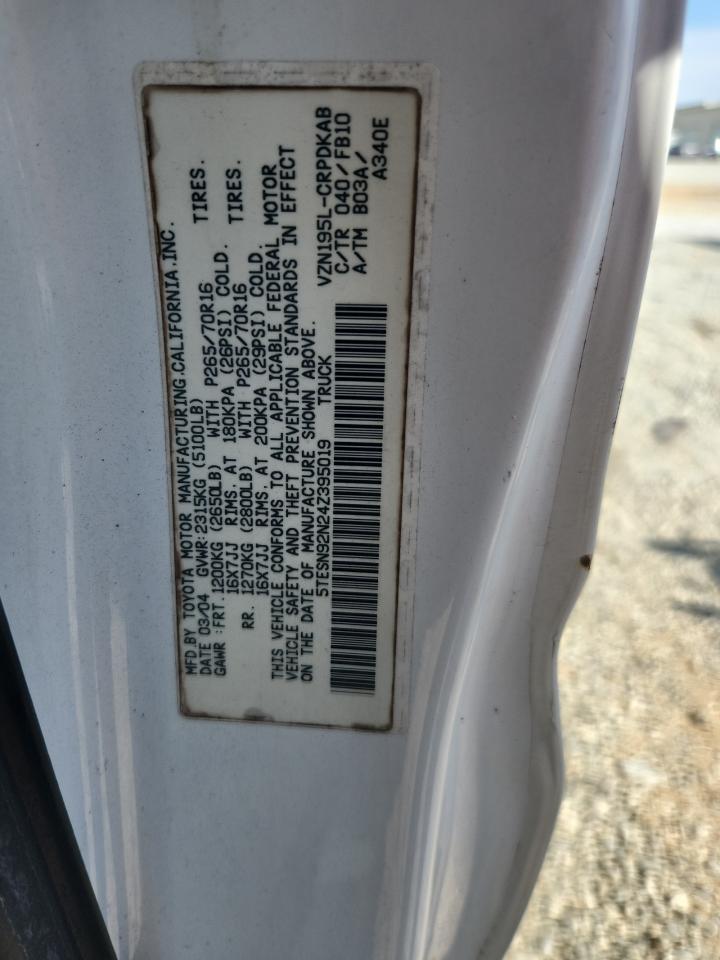 MFD.BY TOYOTA MOTOR MANUFACTURING,CALIFORNIA,INC.
DATE 03/04 GVWR:2315KG (5100LB)
GAWR :FRT.1200KG (2650LB) WITH P265/70R16 TIRES.
16X7JJ RIMS. AT 180KPA (26PSI) COLD.
RR. 1270KG (2800LB) WITH P265/70R16 TIRES.
16X7JJ RIMS. AT 200KPA (29PSI) COLD.
THIS VEHICLE CONFORMS TO ALL APPLICABLE FEDERAL MOTOR
VEHICLE SAFETY AND THEFT PREVENTION STANDARDS IN EFFECT
ON THE DATE OF MANUFACTURE SHOWN ABOVE.
5TESN92N24Z395019 TRUCK
VZN195L-CRPDKAB
C/TR 040/FB10
A/TM B03A/
A340E